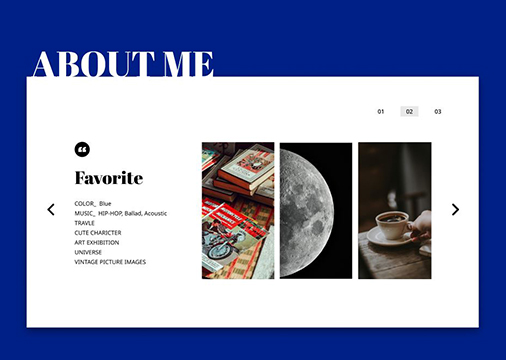 ABOUT ME
01 02 03
Favorite
COLOR_ Blue
MUSIC_ HIP-HOP, Ballad, Acoustic
TRAVLE
CUTE CHARICTER
ART EXHIBITION
UNIVERSE
VINTAGE PICTURE IMAGES